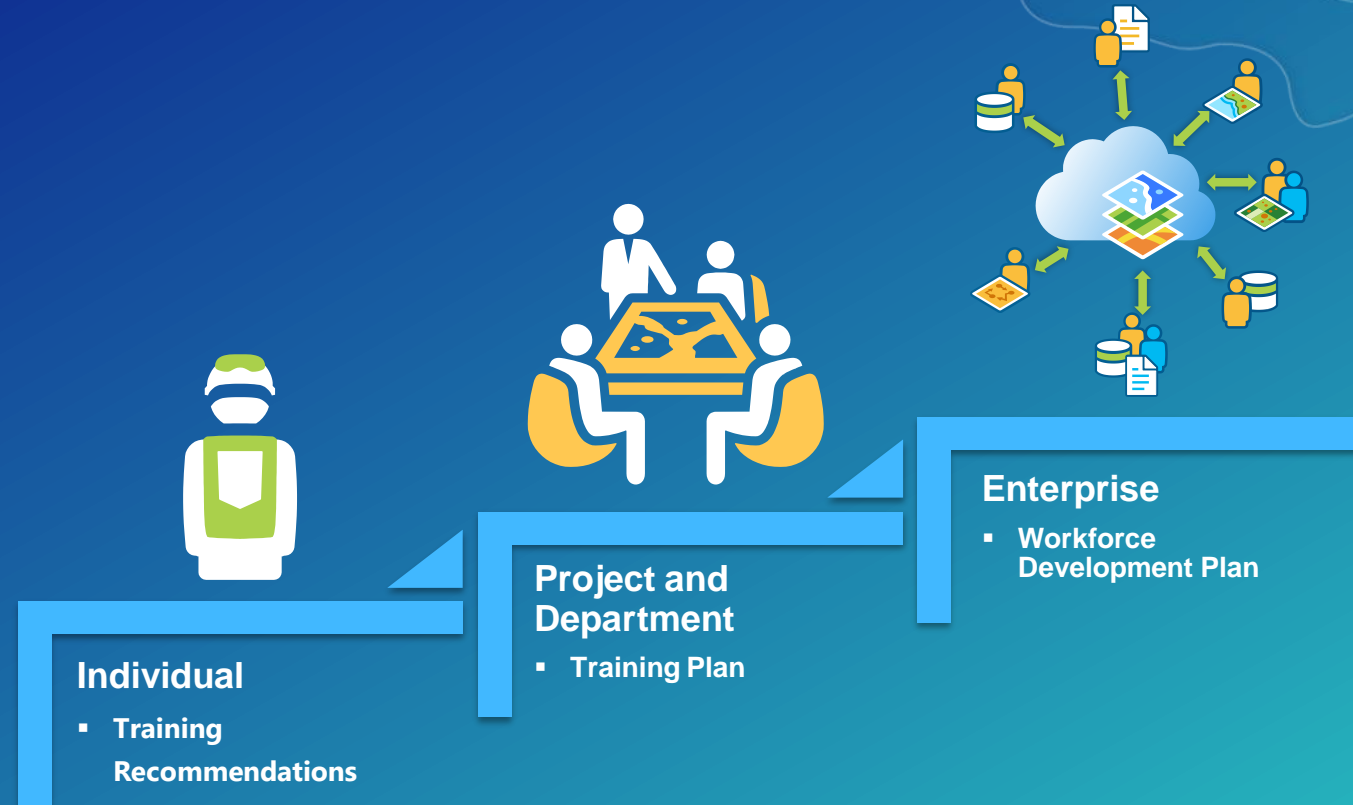 Individual
▪ Training
Recommendations
Project and
Department
▪ Training Plan
Enterprise
▪ Workforce
Development Plan